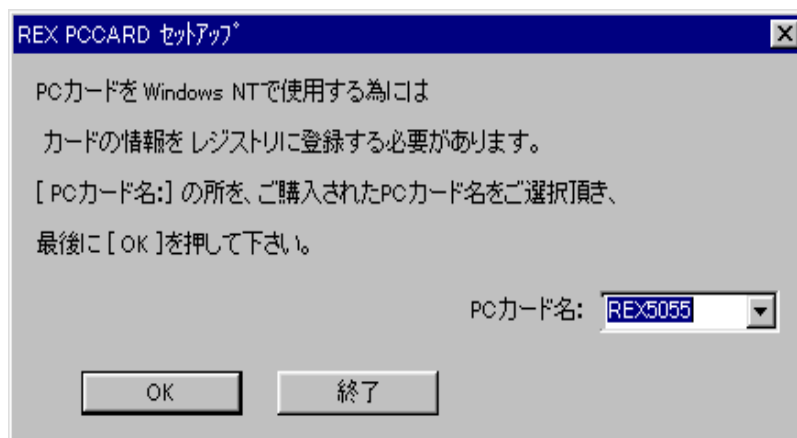 REX PCCARD ｾｯﾄｱｯﾌﾟ
PCカードを Windows NTで使用する為には
カードの情報を レジストリに登録する必要があります。
[ PCカード名:] の所を、ご購入されたPCカード名をご選択頂き、
最後に [ OK ]を押して下さい。
PCカード名: REX5055
OK 終了